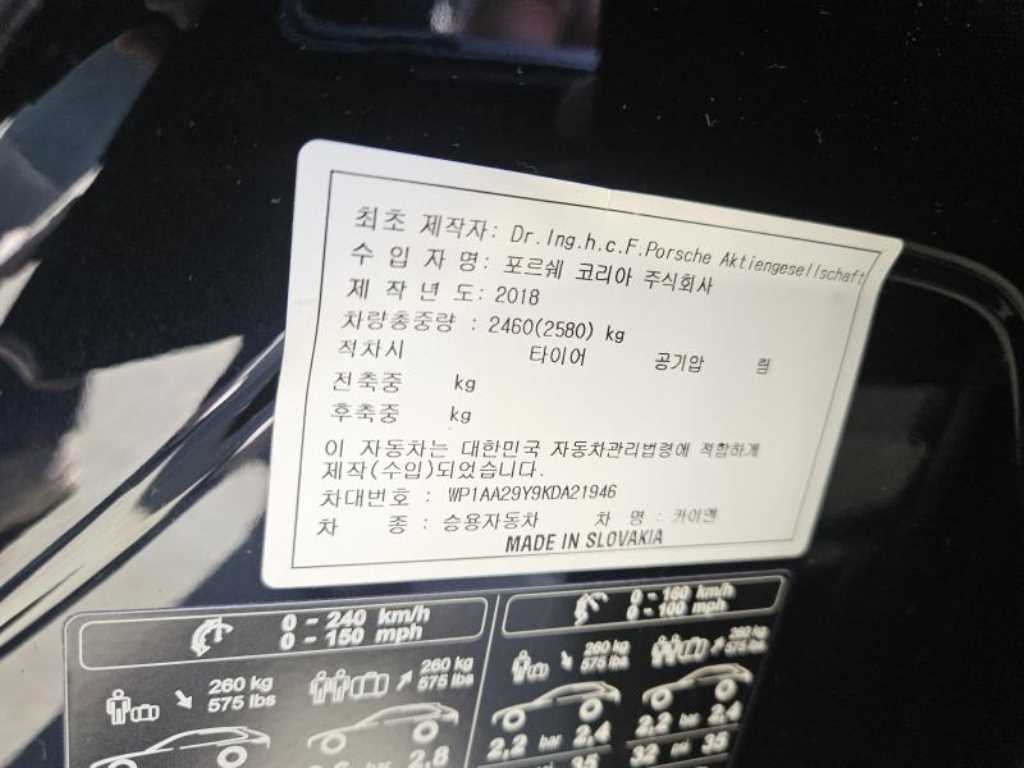 최초 제작자: Dr.Ing.h.c.F.Porsche Aktiengesellschaft
수 입 자 명: 포르쉐 코리아 주식회사
제 작 년 도: 2018
차량총중량 : 2460(2580) kg
적차시 타이어 공기압 림
전축중 kg
후축중 kg
이 자동차는 대한민국 자동차관리법령에 적합하게
제작(수입)되었습니다.
차대번호 : WP1AA29Y9KDA21946
차 종 : 승용자동차 차 명 : 카이엔
MADE IN SLOVAKIA
0 - 240 km/h 0 - 160 km/h
0 - 150 mph 0 - 100 mph
260 kg 260 kg 260 kg 260 kg
575 lbs 575 lbs 575 lbs 575 lbs
2,8 2,2 bar 2,4 2,2 bar 2,4
35 32 psi 35